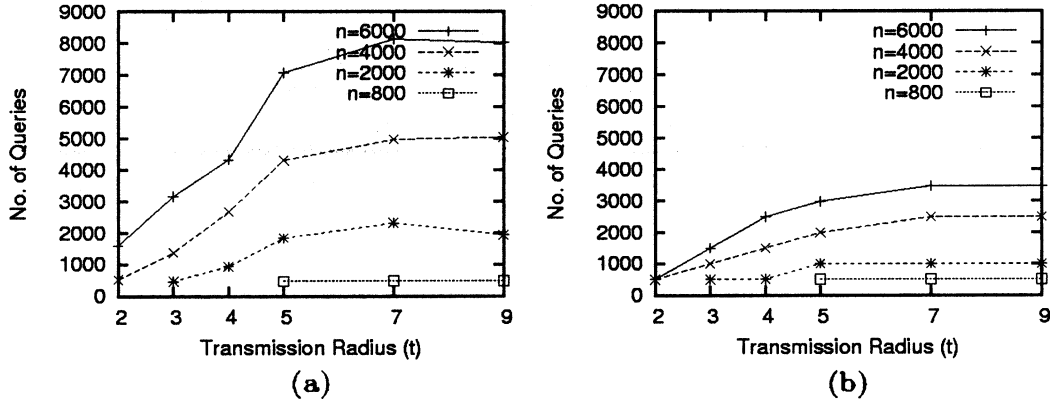 9000
8000
7000
6000
5000
4000
3000
2000
1000
0
No. of Queries
n=6000
n=4000
n=2000
n=800
2 3 4 5 7 9
Transmission Radius (t)
(a)
9000
8000
7000
6000
5000
4000
3000
2000
1000
0
No. of Queries
n=6000
n=4000
n=2000
n=800
2 3 4 5 7 9
Transmission Radius (t)
(b)